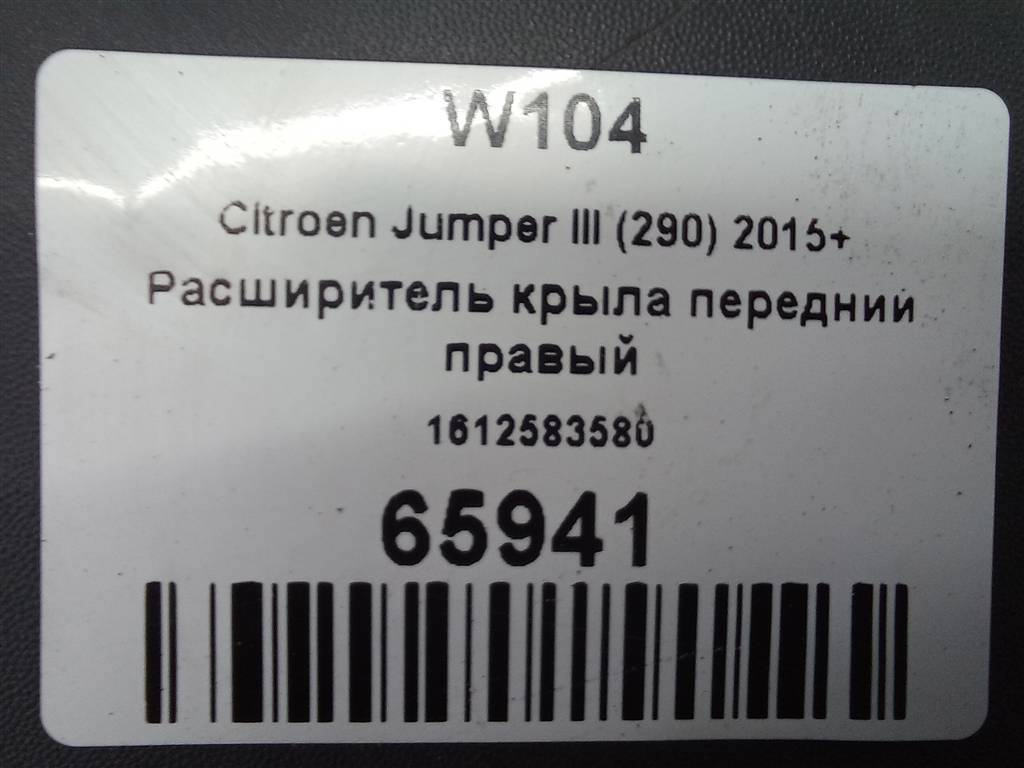 W104
Citroen Jumper III (290) 2015+
Расширитель крыла передний
правый
1612583580
65941